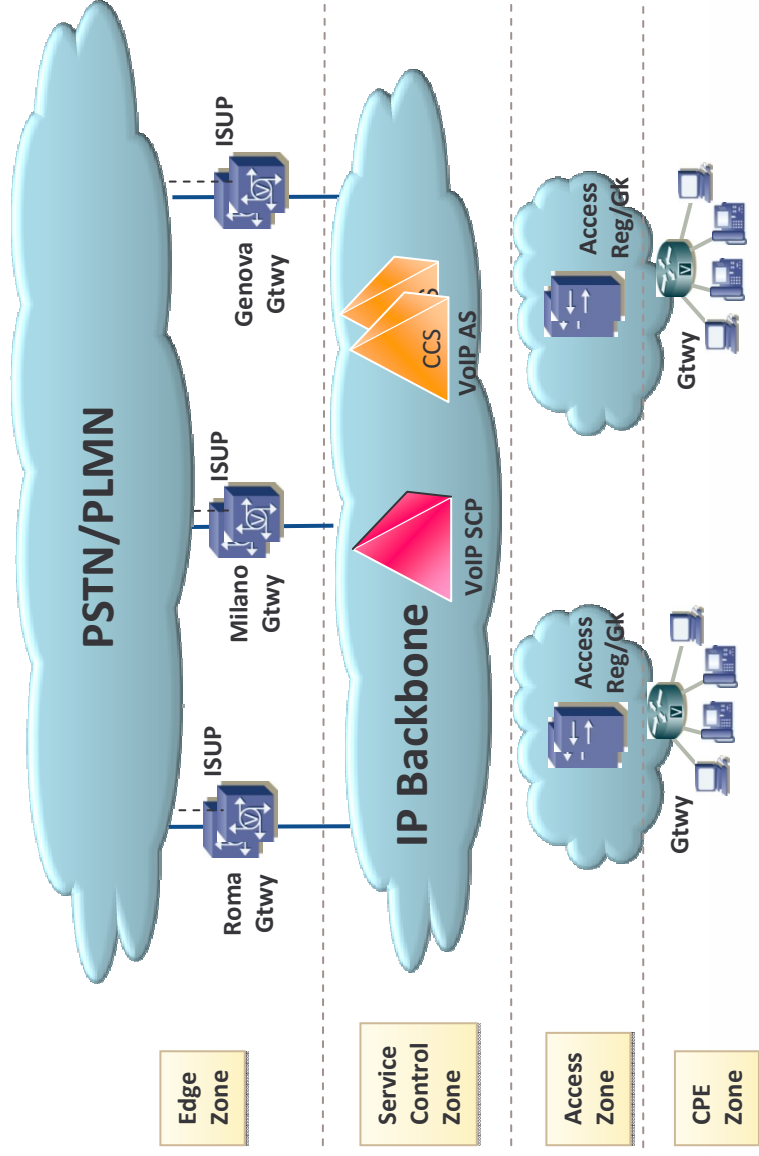 PSTN/PLMN
Edge
Zone
Roma
Gtwy
ISUP
Milano
Gtwy
ISUP
Genova
Gtwy
ISUP
Service
Control
Zone
IP Backbone
VoIP SCP
CCS
S
VoIP AS
Access
Zone
Access
Reg/Gk
Access
Reg/Gk
CPE
Zone
Gtwy
V
Gtwy
V